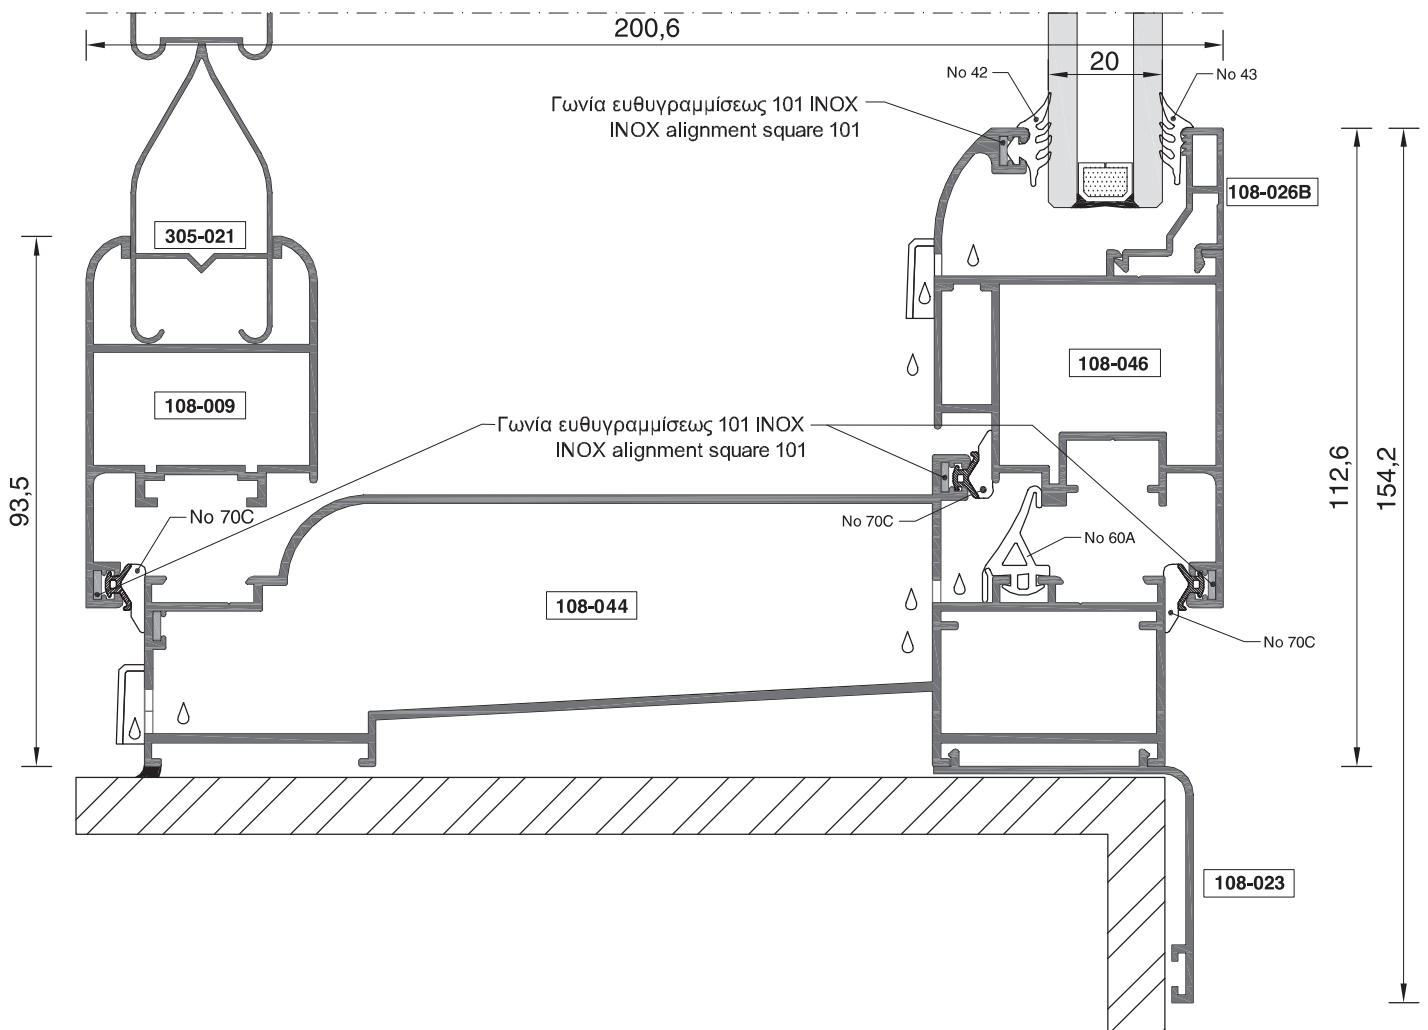 200,6
20
No 42
No 43
Γωνία ευθυγραμμίσεως 101 INOX
INOX alignment square 101
108-026B
305-021
108-046
108-009
Γωνία ευθυγραμμίσεως 101 INOX
INOX alignment square 101
93,5
112,6
154,2
No 70C
No 70C
No 60A
108-044
No 70C
108-023